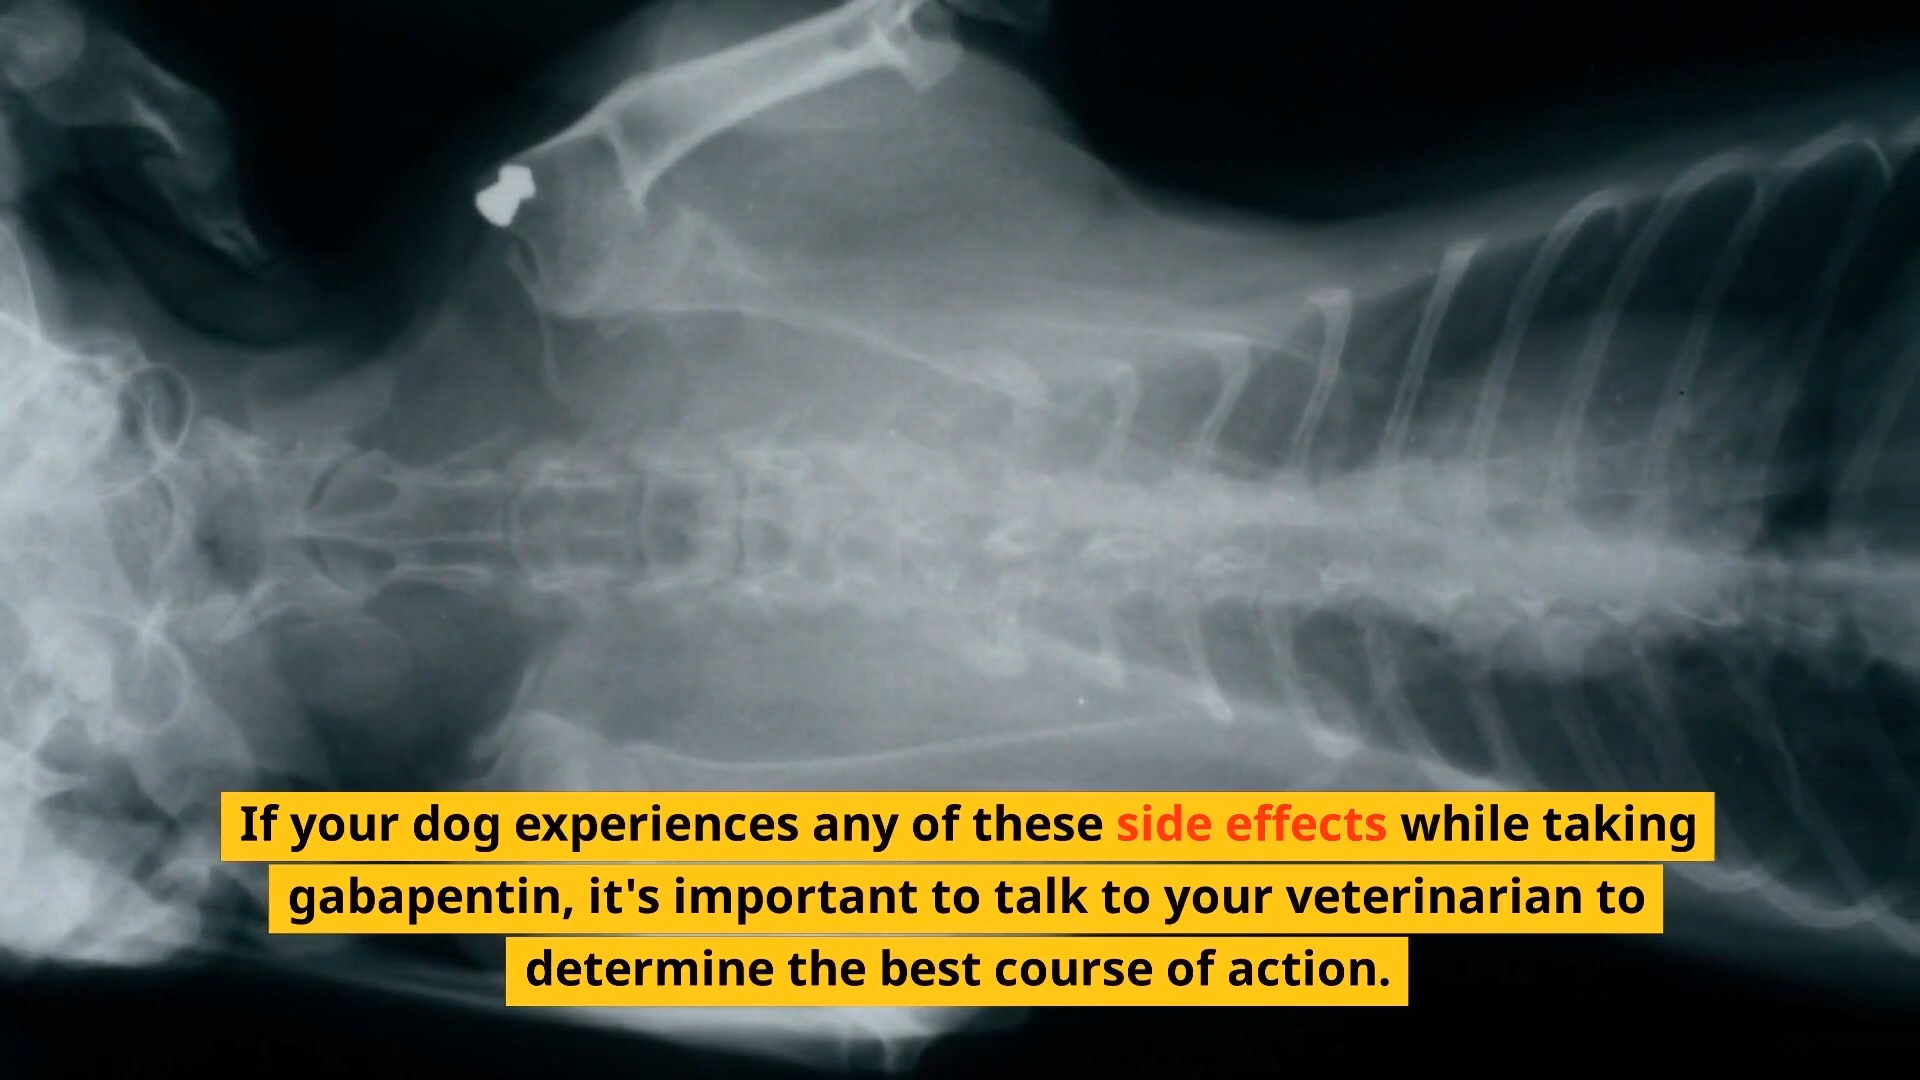 If your dog experiences any of these side effects while taking
gabapentin, it's important to talk to your veterinarian to
determine the best course of action.